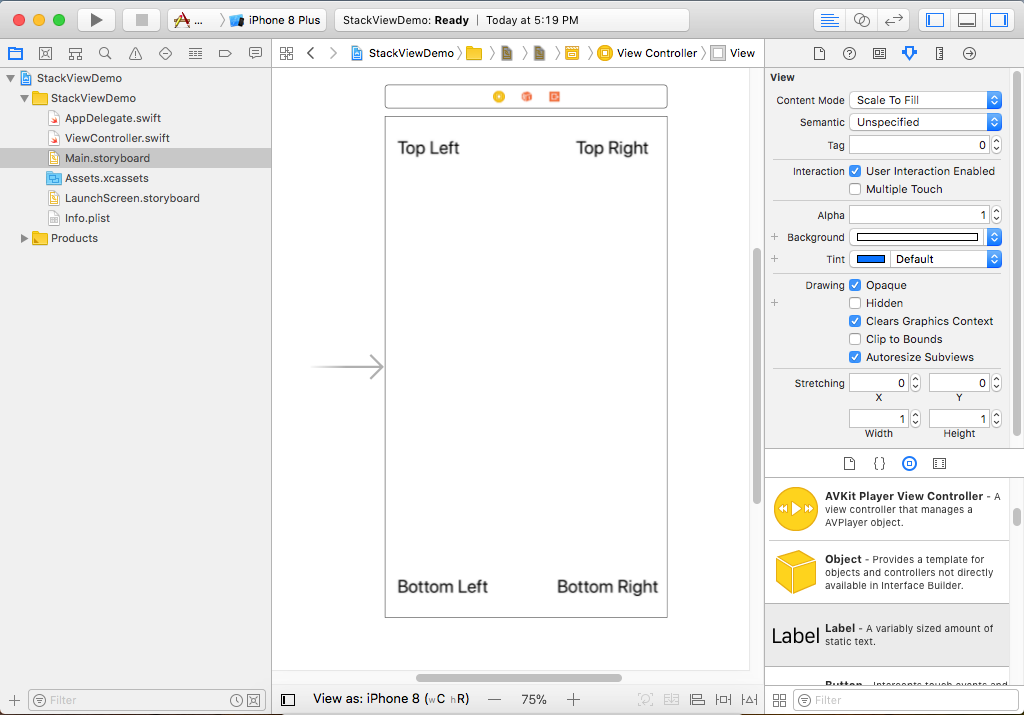 ... iPhone 8 Plus StackViewDemo: Ready | Today at 5:19 PM
StackViewDemo View Controller View
StackViewDemo
StackViewDemo
AppDelegate.swift
ViewController.swift
Main.storyboard
Assets.xcassets
LaunchScreen.storyboard
Info.plist
Products
Filter
Top Left Top Right
Bottom Left Bottom Right
View as: iPhone 8 (wC hR) 75%
View
Content Mode Scale To Fill
Semantic Unspecified
Tag 0
Interaction User Interaction Enabled
Multiple Touch
Alpha 1
Background
Tint Default
Drawing Opaque
Hidden
Clears Graphics Context
Clip to Bounds
Autoresize Subviews
Stretching 0 0
X Y
1 1
Width Height
AVKit Player View Controller - A
view controller that manages a
AVPlayer object.
Object - Provides a template for
objects and controllers not directly
available in Interface Builder.
Label Label - A variably sized amount of
static text.
Button - Intercepts touch events and
Filter